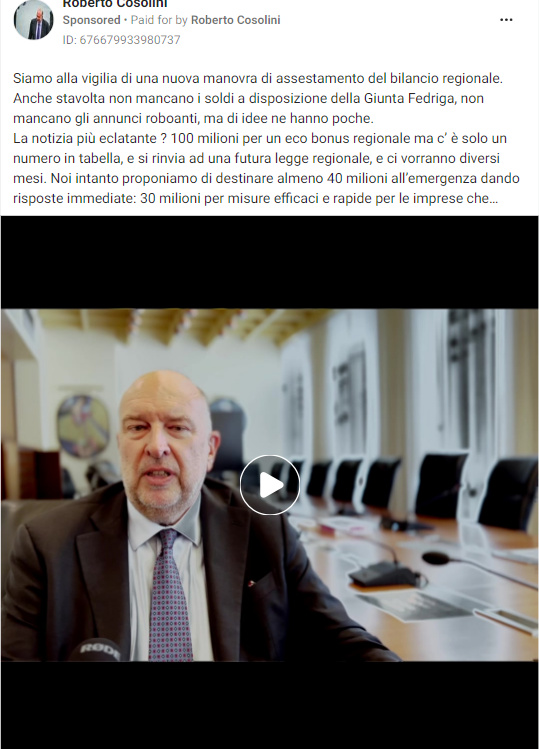 Roberto Cosolini
Sponsored • Paid for by Roberto Cosolini
ID: 676679933980737
Siamo alla vigilia di una nuova manovra di assestamento del bilancio regionale.
Anche stavolta non mancano i soldi a disposizione della Giunta Fedriga, non
mancano gli annunci roboanti, ma di idee ne hanno poche.
La notizia più eclatante ? 100 milioni per un eco bonus regionale ma c' è solo un
numero in tabella, e si rinvia ad una futura legge regionale, e ci vorranno diversi
mesi. Noi intanto proponiamo di destinare almeno 40 milioni all'emergenza dando
risposte immediate: 30 milioni per misure efficaci e rapide per le imprese che...
RØDE